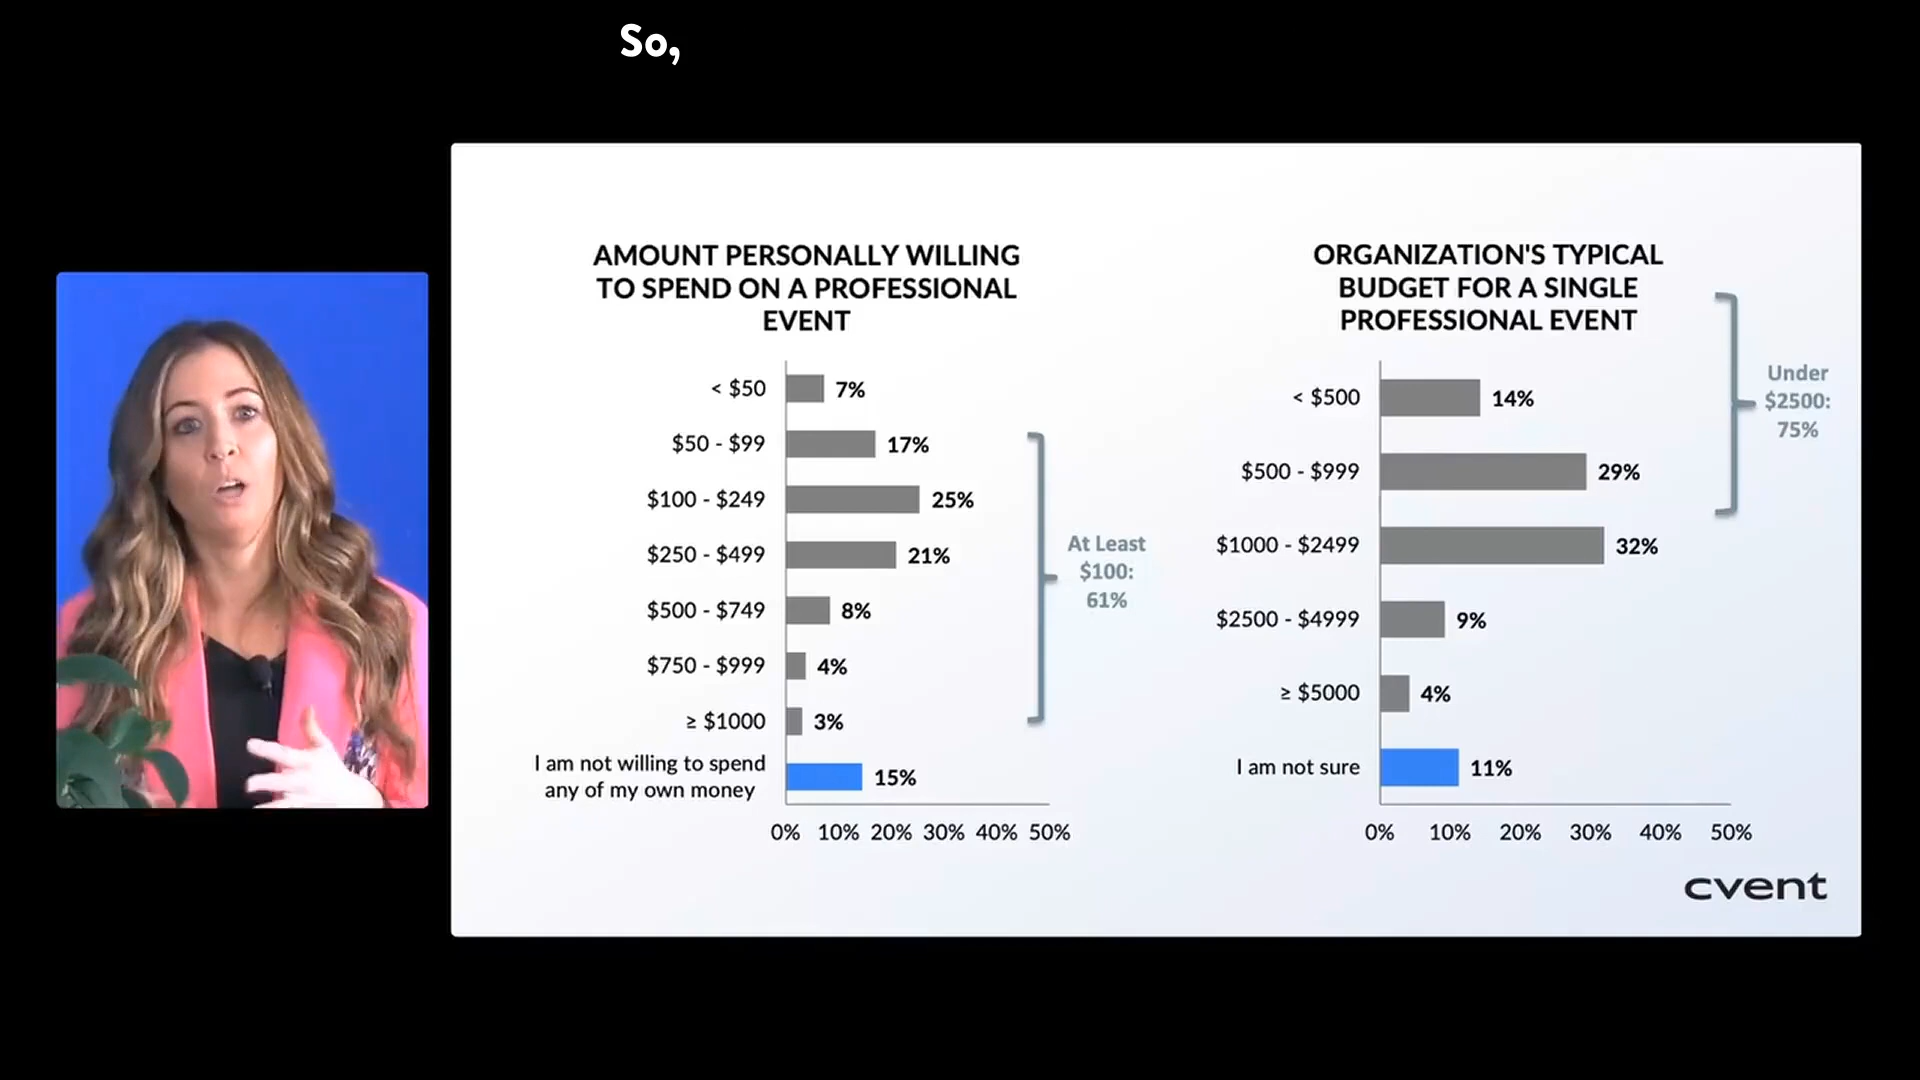 So,
AMOUNT PERSONALLY WILLING
TO SPEND ON A PROFESSIONAL
EVENT
< $50 7%
$50 - $99 17%
$100 - $249 25%
$250 - $499 21%
$500 - $749 8%
$750 - $999 4%
≥ $1000 3%
I am not willing to spend
any of my own money 15%
0% 10% 20% 30% 40% 50%
At Least
$100:
61%
ORGANIZATION'S TYPICAL
BUDGET FOR A SINGLE
PROFESSIONAL EVENT
< $500 14%
$500 - $999 29%
$1000 - $2499 32%
$2500 - $4999 9%
≥ $5000 4%
I am not sure 11%
0% 10% 20% 30% 40% 50%
Under
$2500:
75%
cvent